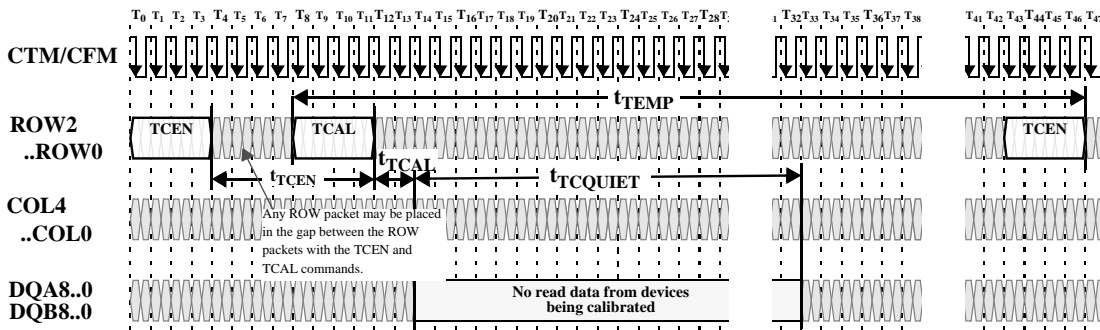 T0 T1 T2 T3 T4 T5 T6 T7 T8 T9 T10 T11 T12 T13 T14 T15 T16 T17 T18 T19 T20 T21 T22 T23 T24 T25 T26 T27 T28 T32 T33 T34 T35 T36 T37 T38 T41 T42 T43 T44 T45 T46 T47
CTM/CFM
tTEMP
ROW2
..ROW0
TCEN
TCAL
TCEN
tTCAL
tTCEN
tTCQUIET
COL4
..COL0
Any ROW packet may be placed
in the gap between the ROW
packets with the TCEN and
TCAL commands.
DQA8..0
DQB8..0
No read data from devices
being calibrated